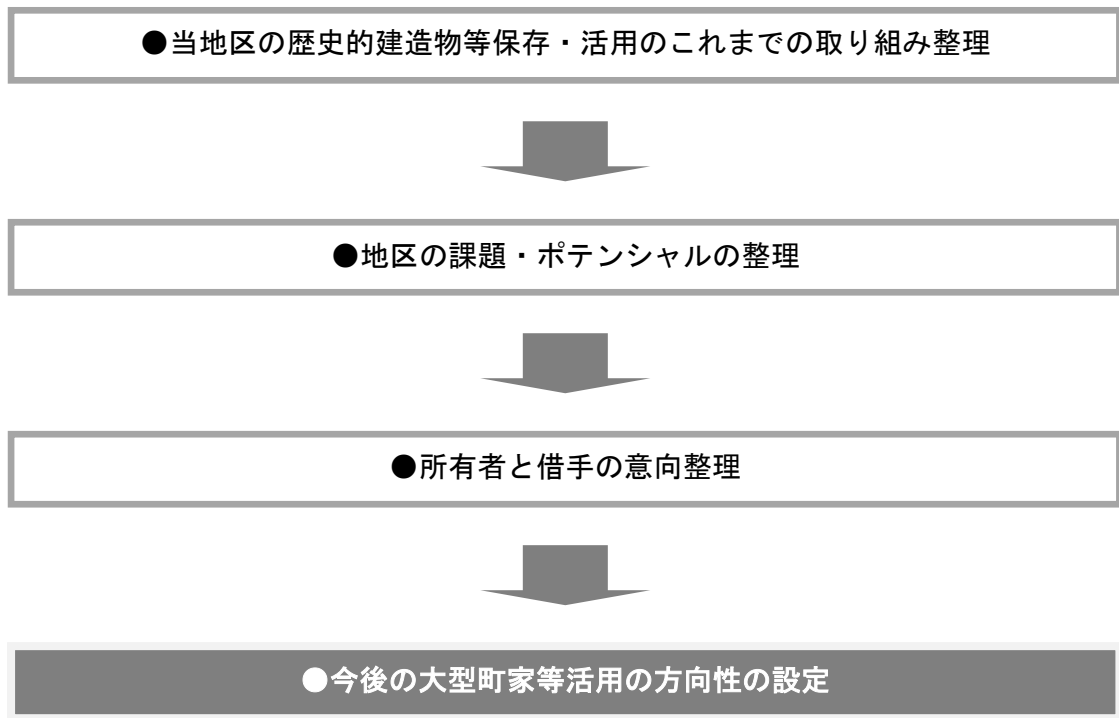 ●当地区の歴史的建造物等保存・活用のこれまでの取り組み整理
●地区の課題・ポテンシャルの整理
●所有者と借手の意向整理
●今後の大型町家等活用の方向性の設定